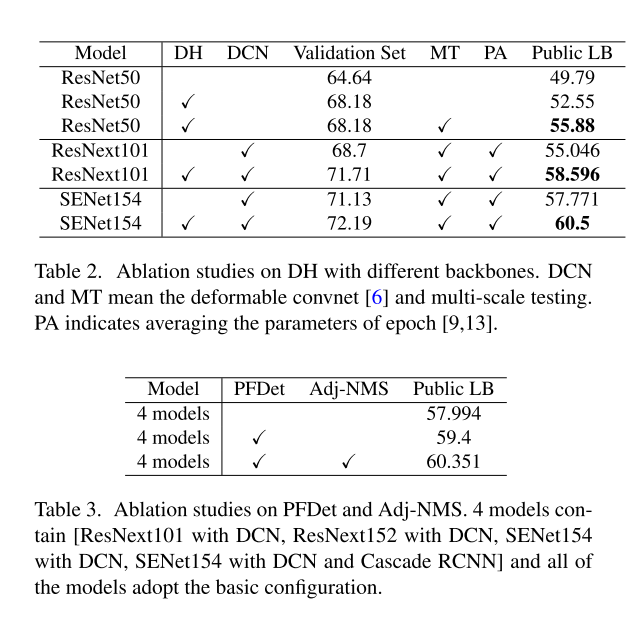 Model DH DCN Validation Set MT PA Public LB
ResNet50 64.64 49.79
ResNet50 ✓ 68.18 52.55
ResNet50 ✓ 68.18 ✓ 55.88
ResNext101 ✓ 68.7 ✓ ✓ 55.046
ResNext101 ✓ ✓ 71.71 ✓ ✓ 58.596
SENet154 ✓ 71.13 ✓ ✓ 57.771
SENet154 ✓ ✓ 72.19 ✓ ✓ 60.5
Table 2. Ablation studies on DH with different backbones. DCN
and MT mean the deformable convnet [6] and multi-scale testing.
PA indicates averaging the parameters of epoch [9,13].
Model PFDet Adj-NMS Public LB
4 models 57.994
4 models ✓ 59.4
4 models ✓ ✓ 60.351
Table 3. Ablation studies on PFDet and Adj-NMS. 4 models con-
tain [ResNext101 with DCN, ResNext152 with DCN, SENet154
with DCN, SENet154 with DCN and Cascade RCNN] and all of
the models adopt the basic configuration.